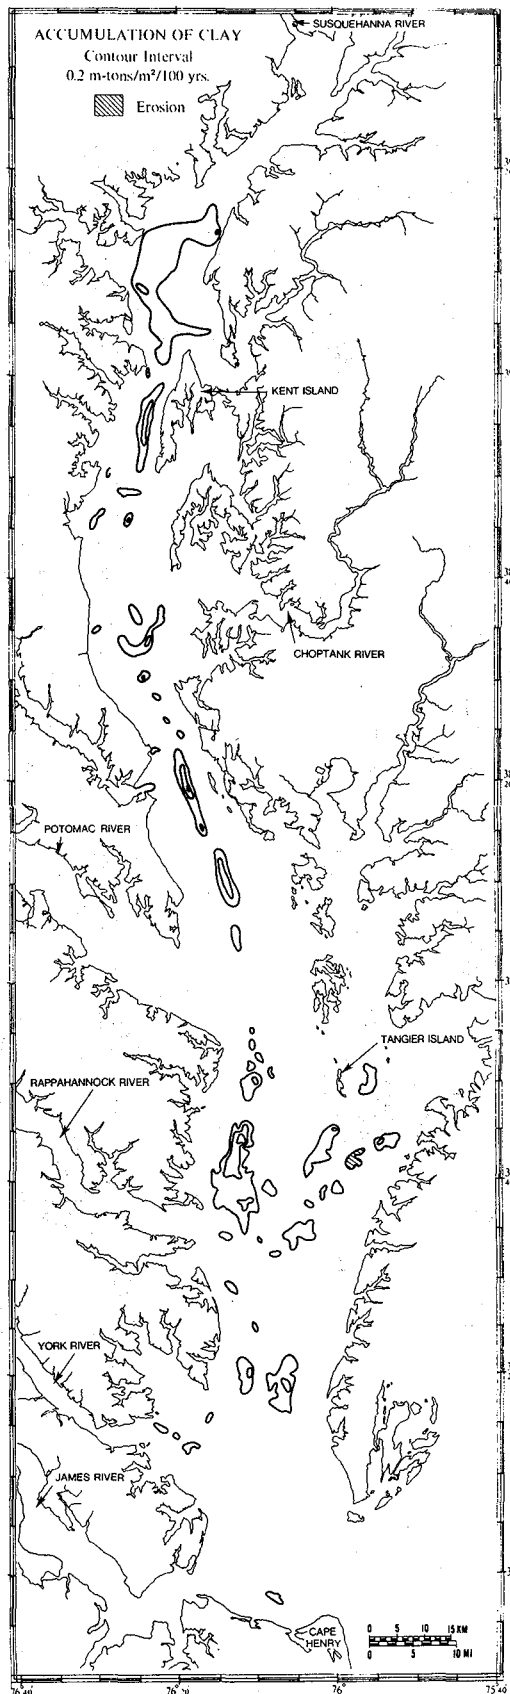 SUSQUEHANNA RIVER
ACCUMULATION OF CLAY
Contour Interval
0.2 m-tons/m²/100 yrs.
Erosion
KENT ISLAND
CHOPTANK RIVER
POTOMAC RIVER
TANGIER ISLAND
RAPPAHANNOCK RIVER
YORK RIVER
JAMES RIVER
CAPE
HENRY
0 5 10 15 KM
0 5 10 MI
76°20'
76°